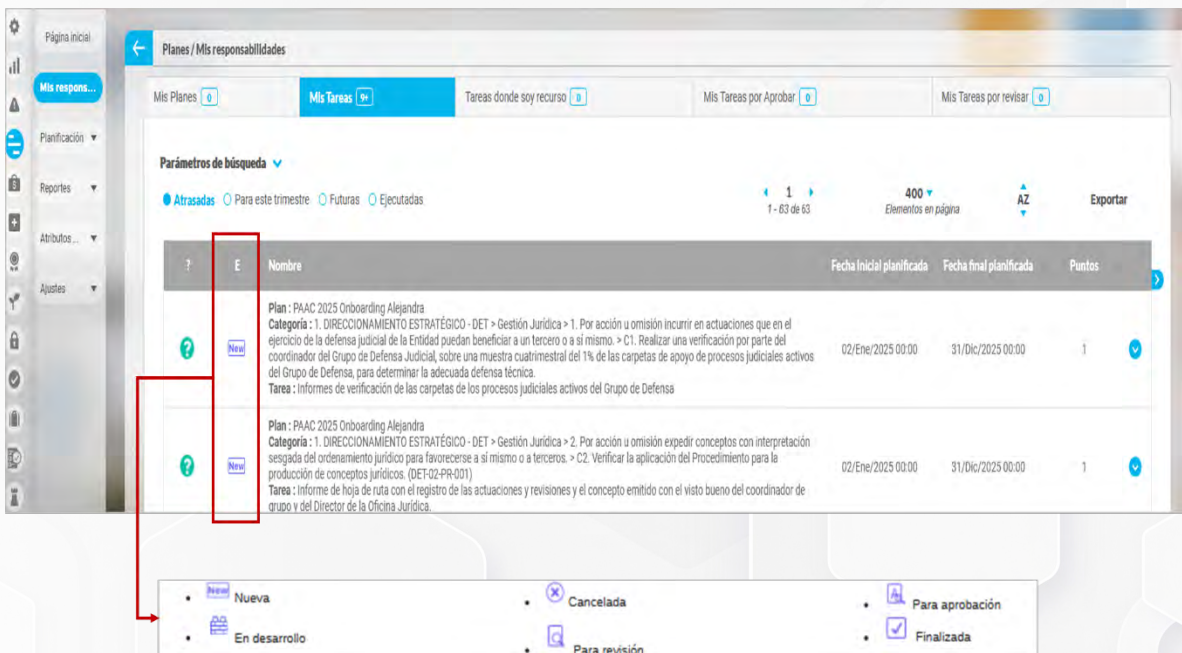 Página inicial
Mis respons...
Planificación
Reportes
Atributos ...
Ajustes
Planes / Mis responsabilidades
Mis Planes 0
Mis Tareas 9+
Tareas donde soy recurso 0
Mis Tareas por Aprobar 0
Mis Tareas por revisar 0
Parámetros de búsqueda
Atrasadas Para este trimestre Futuras Ejecutadas
1
1 - 63 de 63
400
Elementos en página
AZ
Exportar
? E Nombre Fecha inicial planificada Fecha final planificada Puntos
Plan : PAAC 2025 Onboarding Alejandra
Categoría : 1. DIRECCIONAMIENTO ESTRATÉGICO - DET > Gestión Jurídica > 1. Por acción u omisión incurrir en actuaciones que en el
ejercicio de la defensa judicial de la Entidad puedan beneficiar a un tercero o a si mismo. > C1. Realizar una verificación por parte del
coordinador del Grupo de Defensa Judicial, sobre una muestra cuatrimestral del 1% de las carpetas de apoyo de procesos judiciales activos
del Grupo de Defensa, para determinar la adecuada defensa técnica.
Tarea : Informes de verificación de las carpetas de los procesos judiciales activos del Grupo de Defensa
? New 02/Ene/2025 00:00 31/Dic/2025 00:00 1
Plan : PAAC 2025 Onboarding Alejandra
Categoría : 1. DIRECCIONAMIENTO ESTRATÉGICO - DET > Gestión Jurídica > 2. Por acción u omisión expedir conceptos con interpretación
sesgada del ordenamiento jurídico para favorecerse a sí mismo o a terceros. > C2. Verificar la aplicación del Procedimiento para la
producción de conceptos jurídicos. (DET-02-PR-001)
Tarea : Informe de hoja de ruta con el registro de las actuaciones y revisiones y el concepto emitido con el visto bueno del coordinador de
grupo y del Director de la Oficina Jurídica.
? New 02/Ene/2025 00:00 31/Dic/2025 00:00 1
• New Nueva
• En desarrollo
• Cancelada
• Para revisión
• Para aprobación
• Finalizada